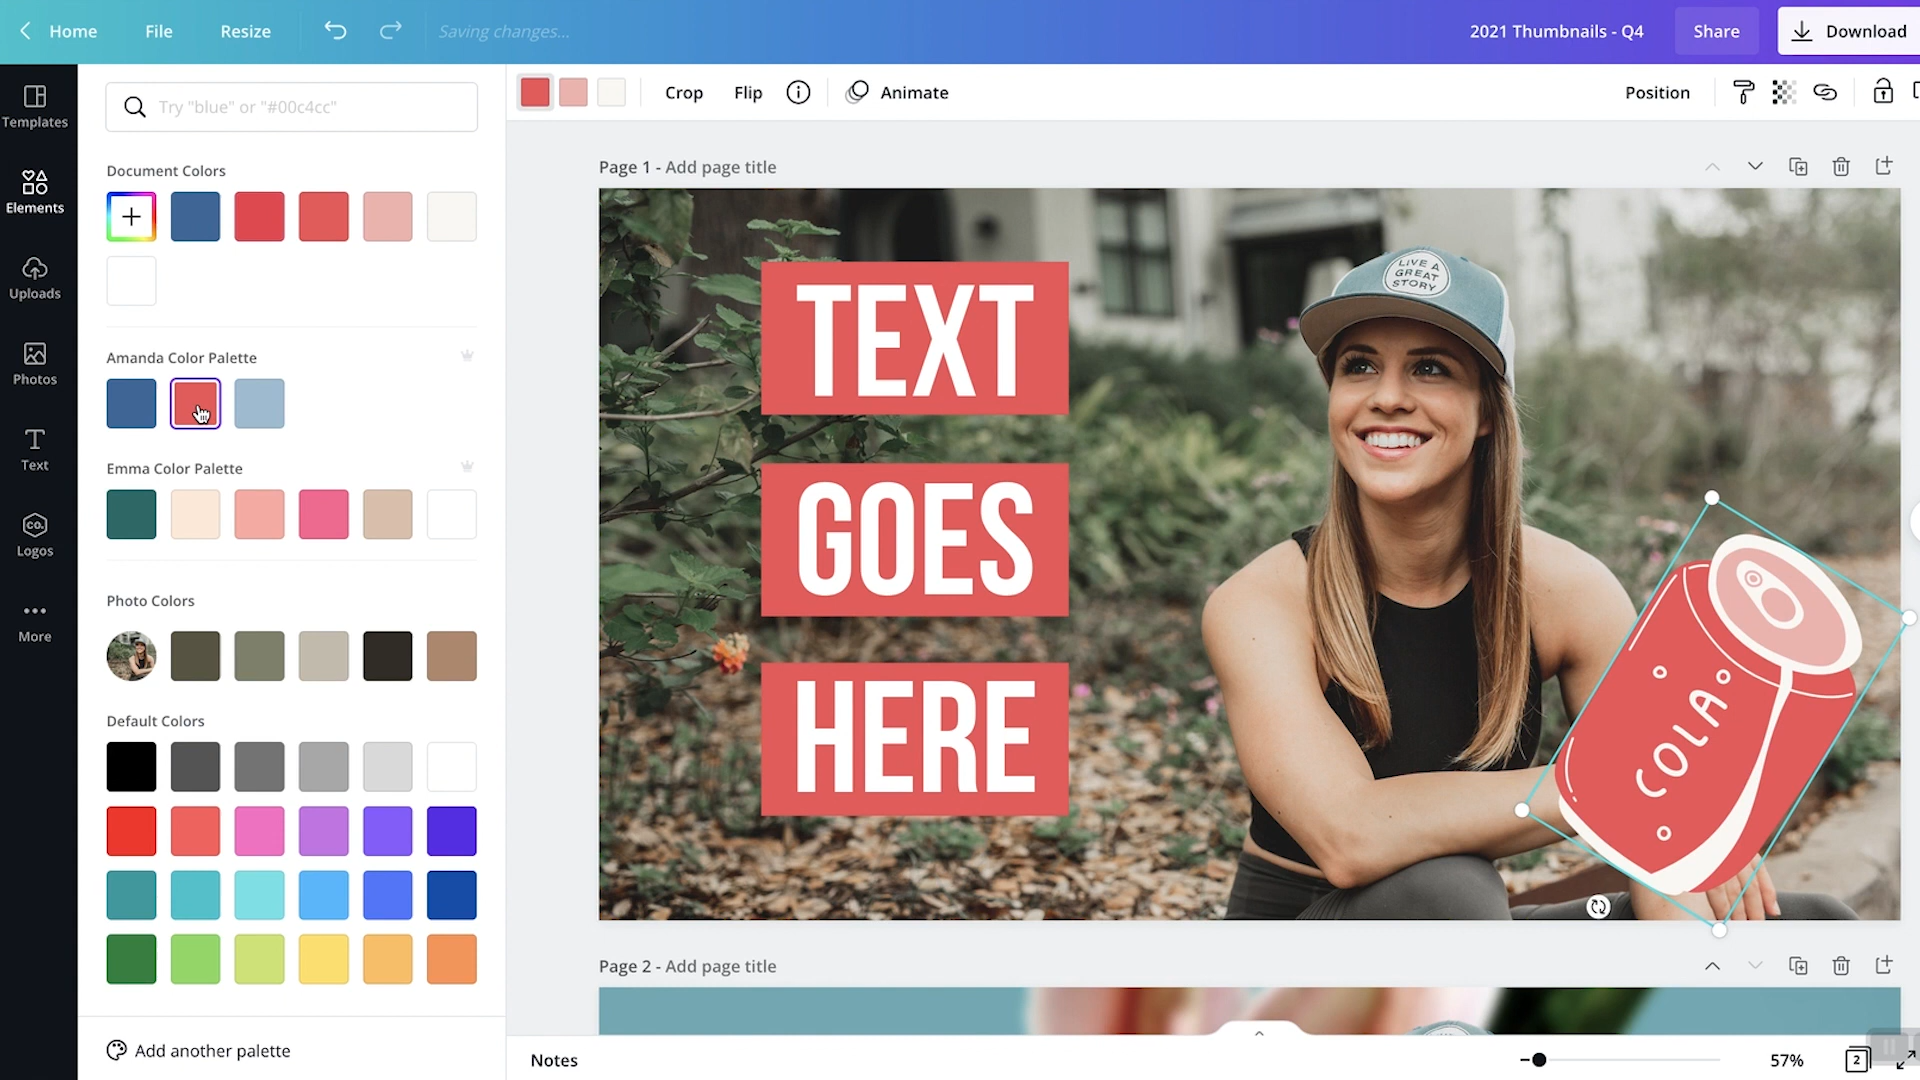 Home
File
Resize
Saving changes...
2021 Thumbnails - Q4
Share
Download
Try "blue" or "#00c4cc"
Crop
Flip
Animate
Position
Templates
Elements
Uploads
Photos
Text
co.
Logos
More
Document Colors
Amanda Color Palette
Emma Color Palette
Photo Colors
Default Colors
Add another palette
Page 1 - Add page title
TEXT
GOES
HERE
LIVE A
GREAT
STORY
COLA
Page 2 - Add page title
Notes
57%
2